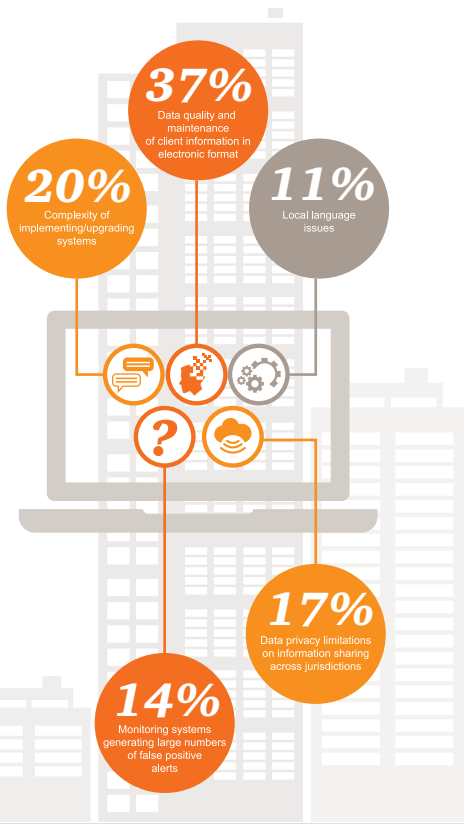 37%
Data quality and
maintenance
of client information in
electronic format
20%
Complexity of
implementing/upgrading
systems
11%
Local language
issues
?
17%
Data privacy limitations
on information sharing
across jurisdictions
14%
Monitoring systems
generating large numbers
of false positive
alerts